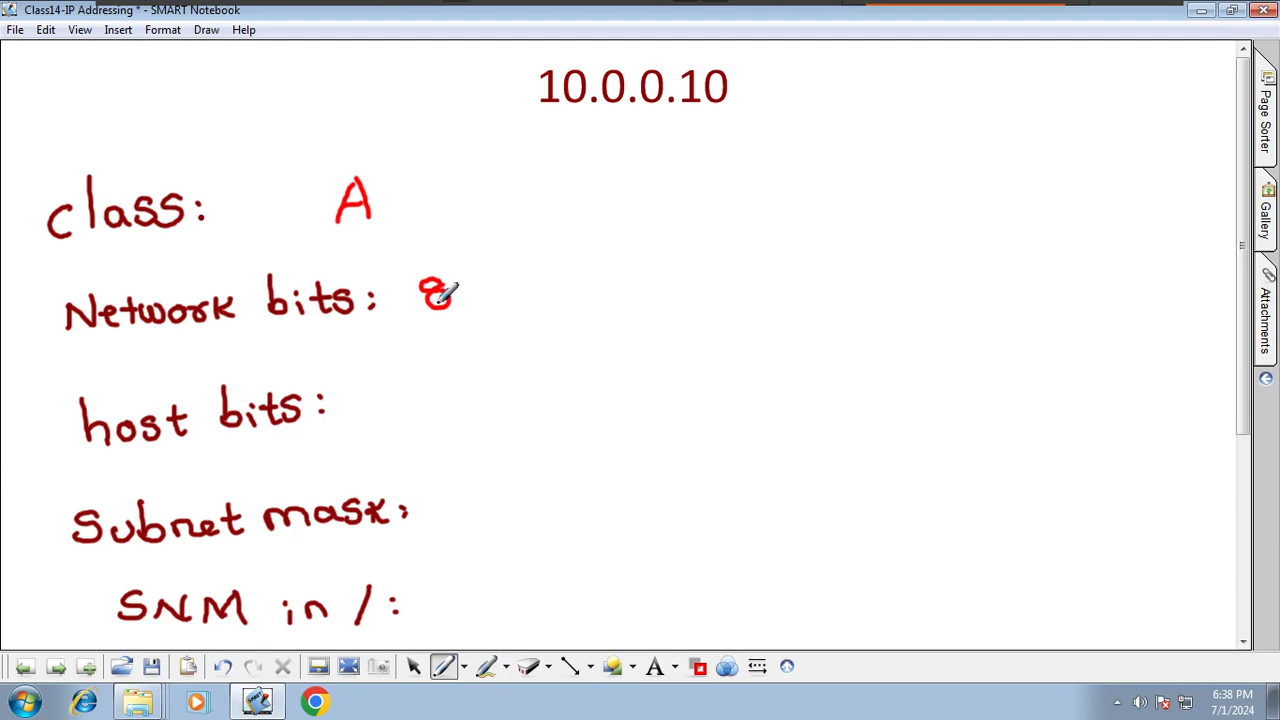 Class14-IP Addressing * - SMART Notebook
File Edit View Insert Format Draw Help
10.0.0.10
class: A
Network bits: 8
host bits:
Subnet mask:
SNM in /:
Page Sorter
Gallery
Attachments
A
6:38 PM
7/1/2024